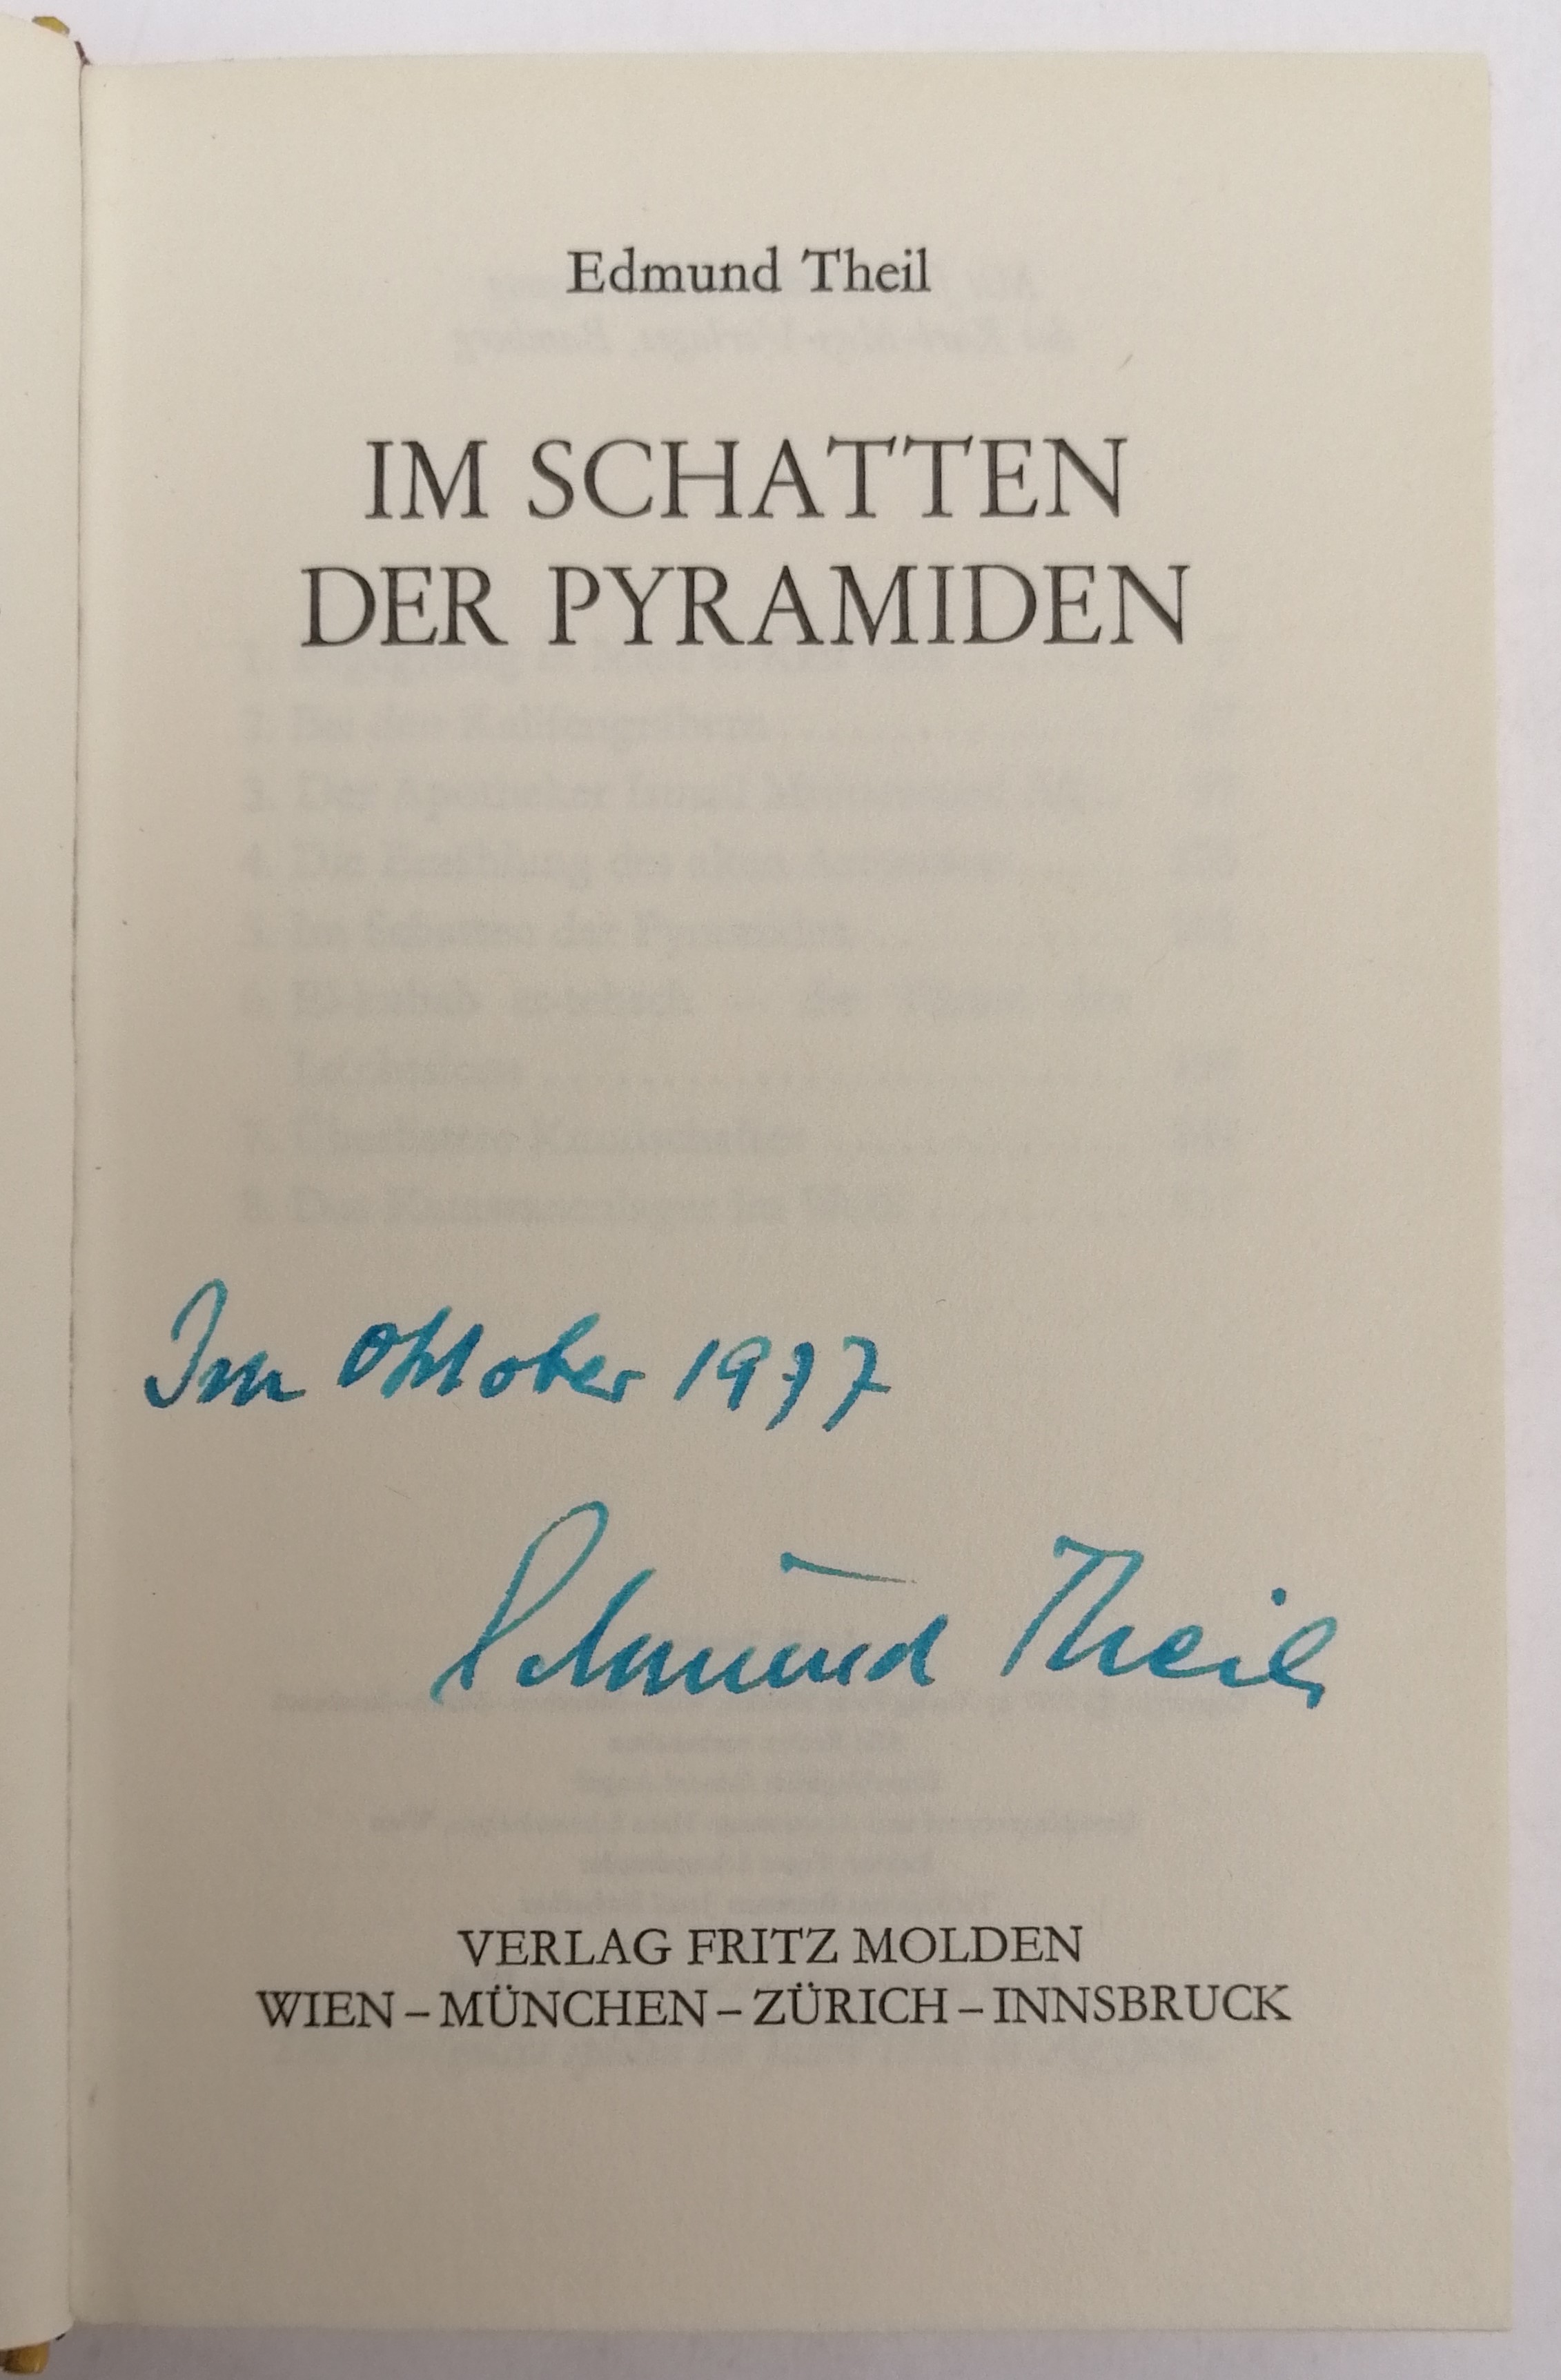 Edmund Theil
IM SCHATTEN
DER PYRAMIDEN
Im Oktober 1977
Edmund Theil
VERLAG FRITZ MOLDEN
WIEN – MÜNCHEN – ZÜRICH – INNSBRUCK